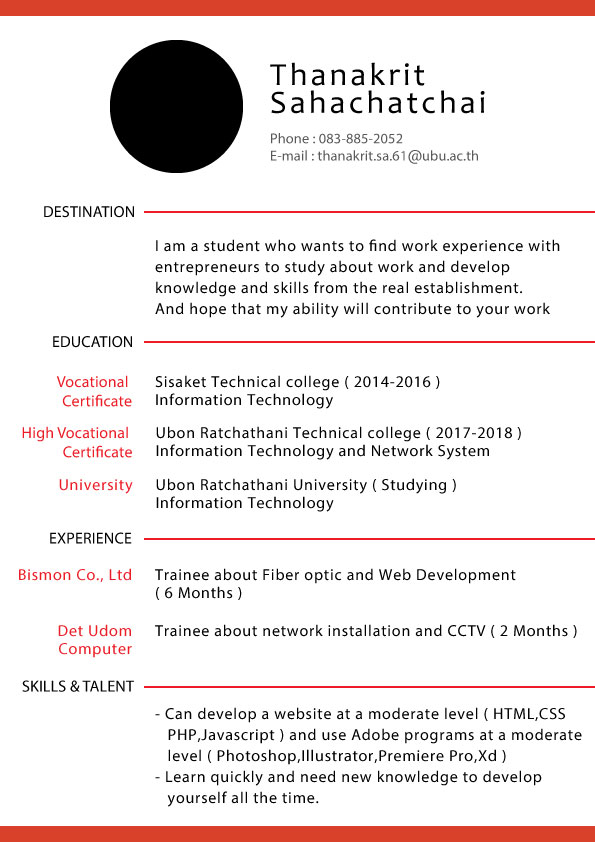 Thanakrit
Sahachatchai
Phone : 083-885-2052
E-mail : thanakrit.sa.61@ubu.ac.th
DESTINATION
I am a student who wants to find work experience with
entrepreneurs to study about work and develop
knowledge and skills from the real establishment.
And hope that my ability will contribute to your work
EDUCATION
Vocational
Certificate
Sisaket Technical college ( 2014-2016 )
Information Technology
High Vocational
Certificate
Ubon Ratchathani Technical college ( 2017-2018 )
Information Technology and Network System
University
Ubon Ratchathani University ( Studying )
Information Technology
EXPERIENCE
Bismon Co., Ltd
Trainee about Fiber optic and Web Development
( 6 Months )
Det Udom
Computer
Trainee about network installation and CCTV ( 2 Months )
SKILLS & TALENT
- Can develop a website at a moderate level ( HTML,CSS
PHP,Javascript ) and use Adobe programs at a moderate
level ( Photoshop,Illustrator,Premiere Pro,Xd )
- Learn quickly and need new knowledge to develop
yourself all the time.